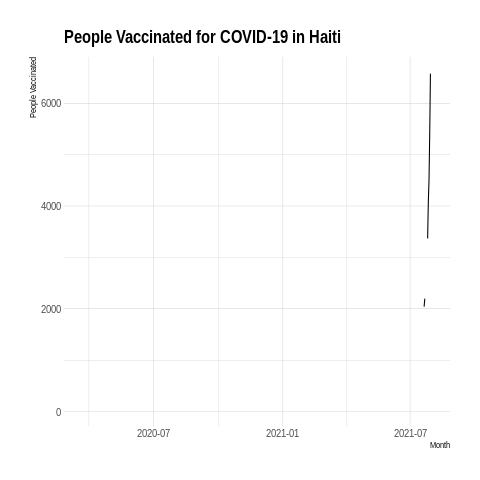 People Vaccinated for COVID-19 in Haiti
People Vaccinated
6000
4000
2000
0
2020-07
2021-01
2021-07
Month